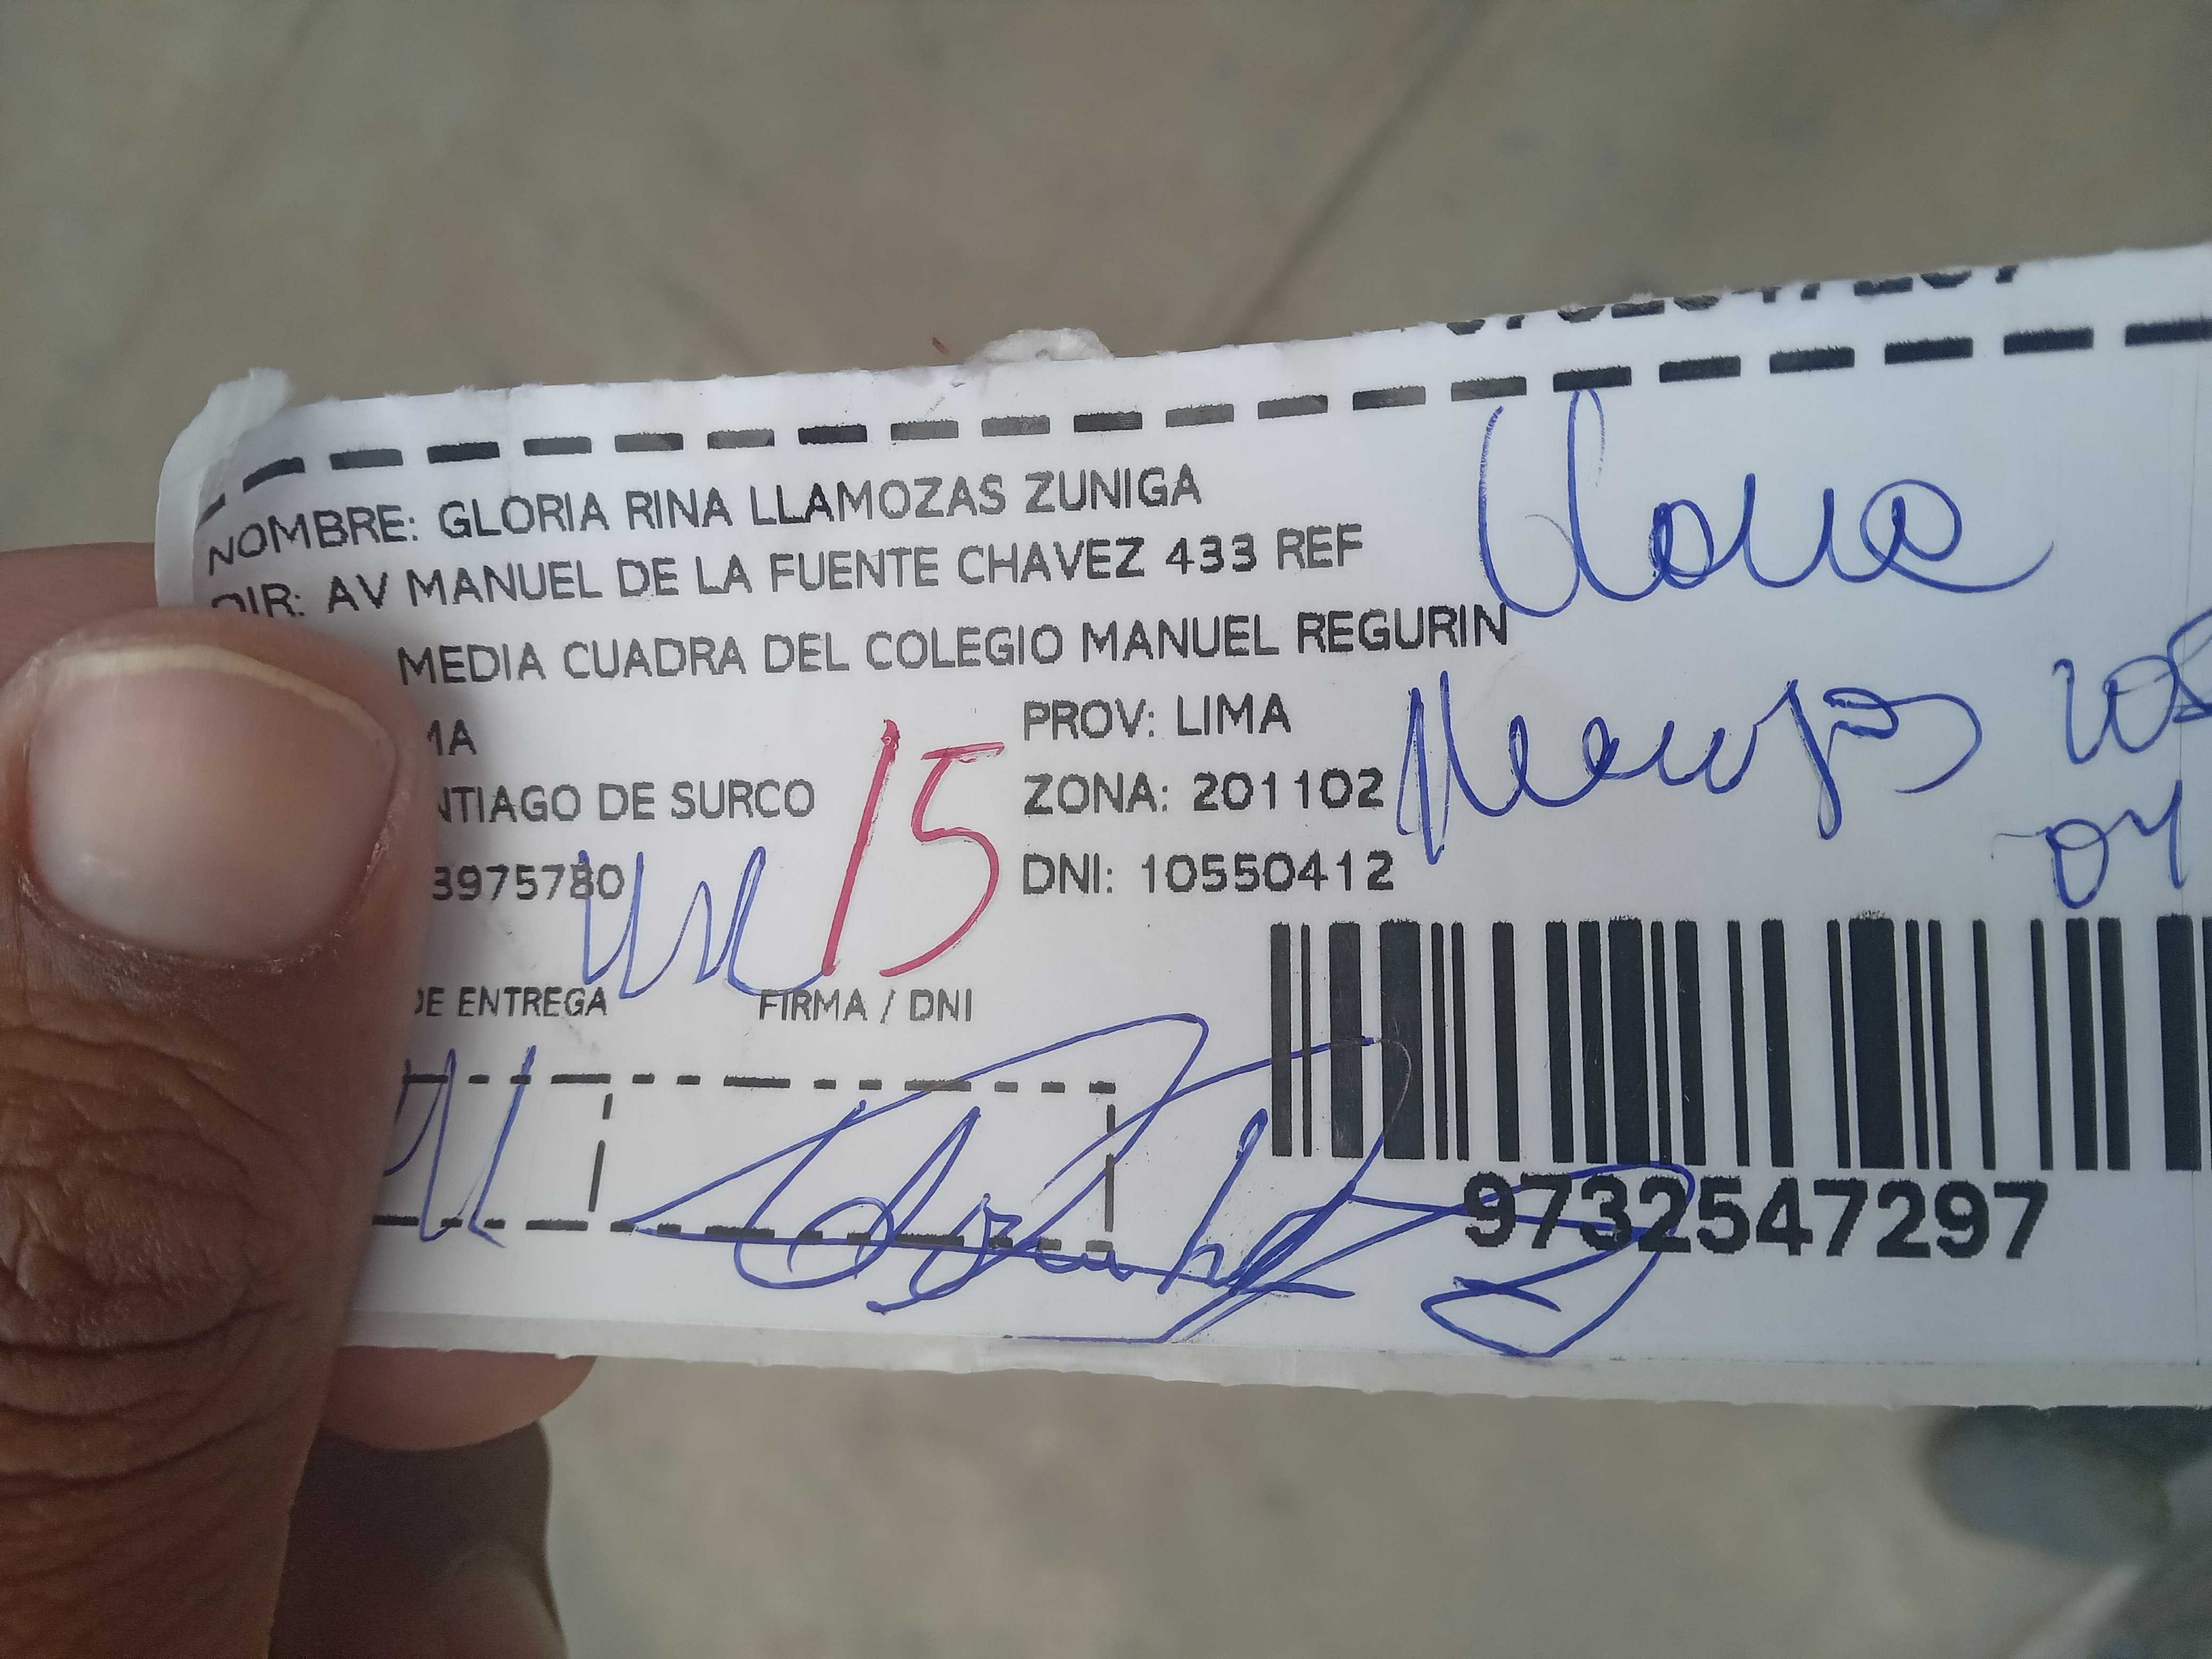 NOMBRE: GLORIA RINA LLAMOZAS ZUNIGA
DIR: AV MANUEL DE LA FUENTE CHAVEZ 433 REF
MEDIA CUADRA DEL COLEGIO MANUEL REGURIN
PROV: LIMA
NTIAGO DE SURCO
15
ZONA: 201102
3975780
DNI: 10550412
04
DE ENTREGA
FIRMA / DNI
9732547297